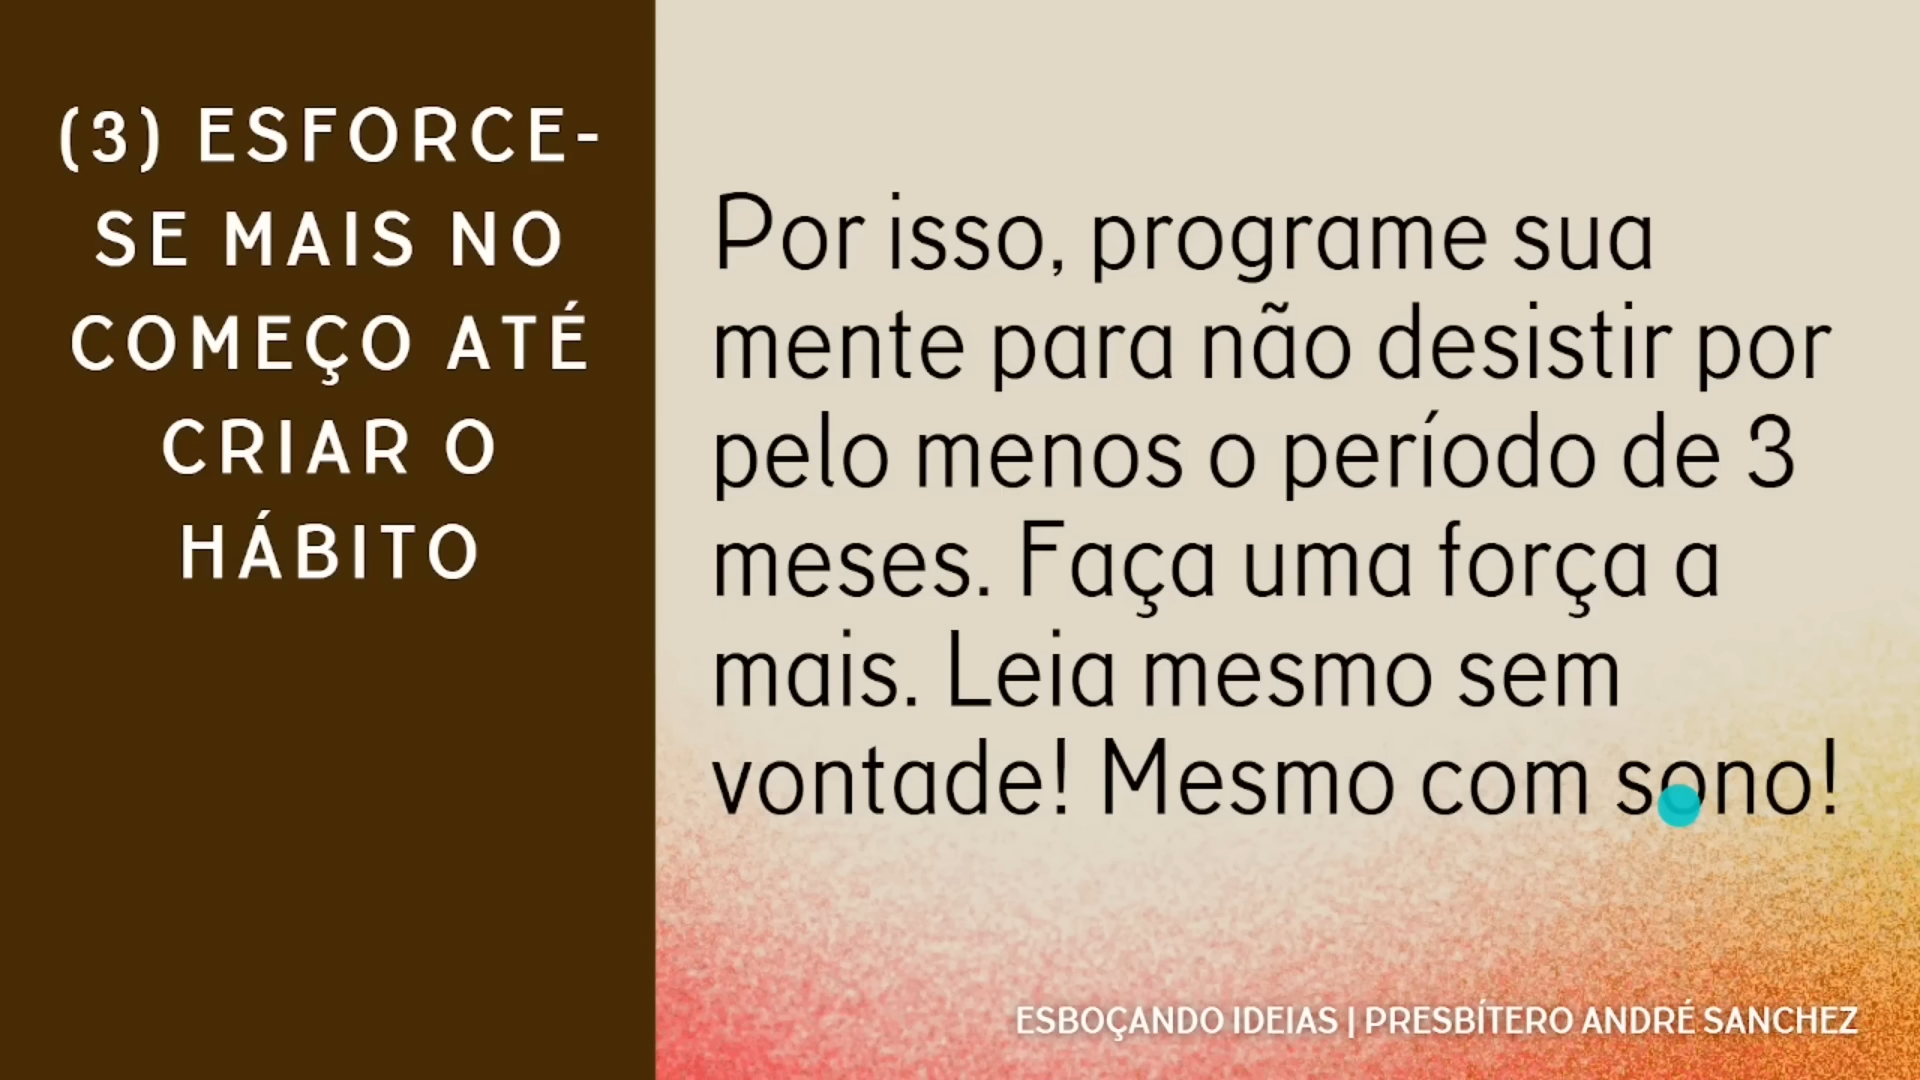 (3) ESFORCE-
SE MAIS NO
COMEÇO ATÉ
CRIAR O
HÁBITO
Por isso, programe sua
mente para não desistir por
pelo menos o período de 3
meses. Faça uma força a
mais. Leia mesmo sem
vontade! Mesmo com sono!
ESBOÇANDO IDEIAS | PRESBÍTERO ANDRÉ SANCHEZ